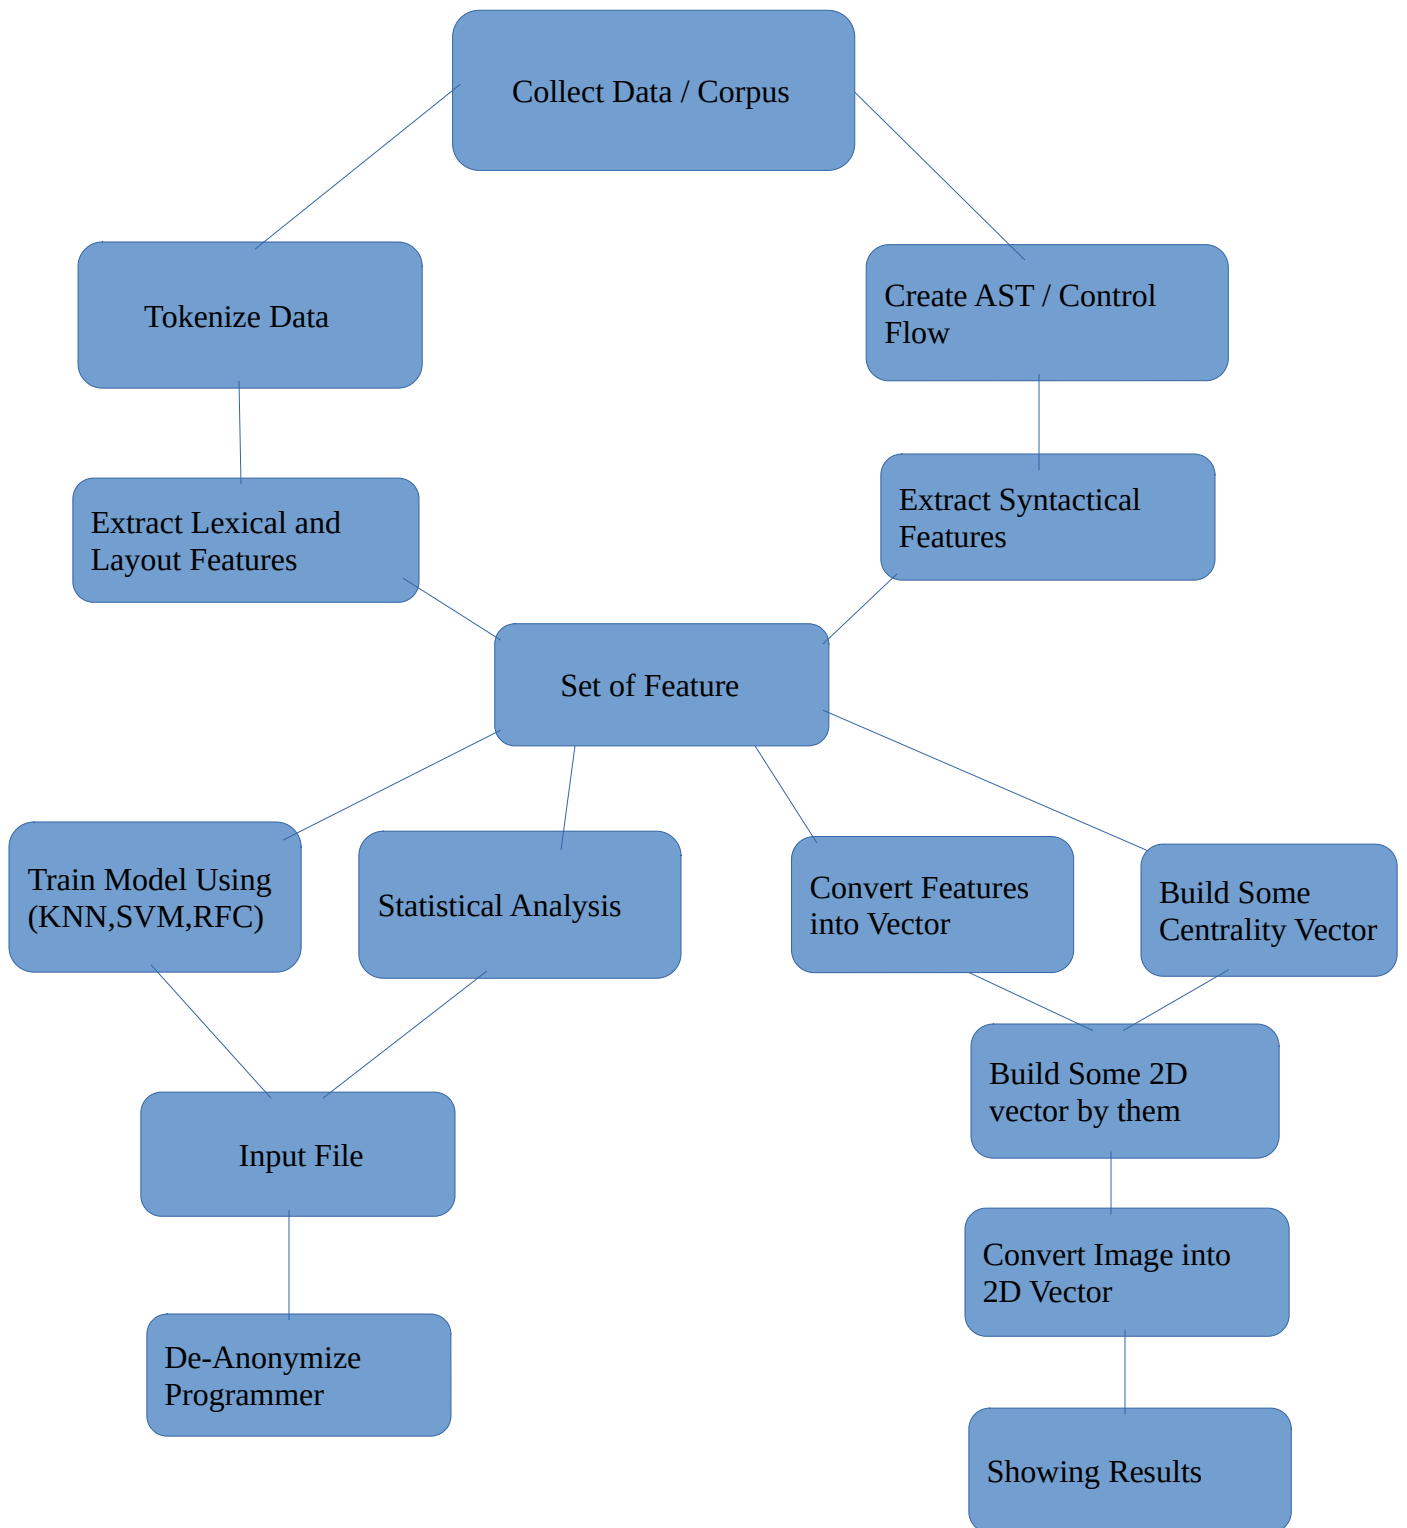 Collect Data / Corpus
Tokenize Data
Create AST / Control
Flow
Extract Lexical and
Layout Features
Extract Syntactical
Features
Set of Feature
Train Model Using
(KNN,SVM,RFC)
Statistical Analysis
Convert Features
into Vector
Build Some
Centrality Vector
Build Some 2D
vector by them
Input File
Convert Image into
2D Vector
De-Anonymize
Programmer
Showing Results